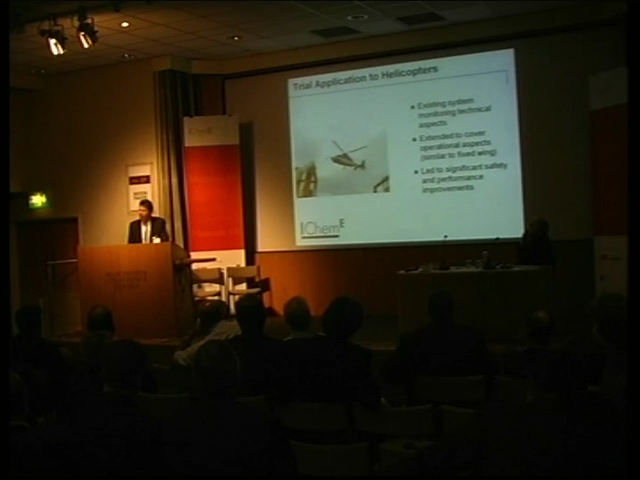 Trial Application to Helicopters
Existing system
monitoring technical
aspects
Extended to cover
operational aspects
(similar to fixed wing)
Led to significant safety
and performance
improvements.
IChemE